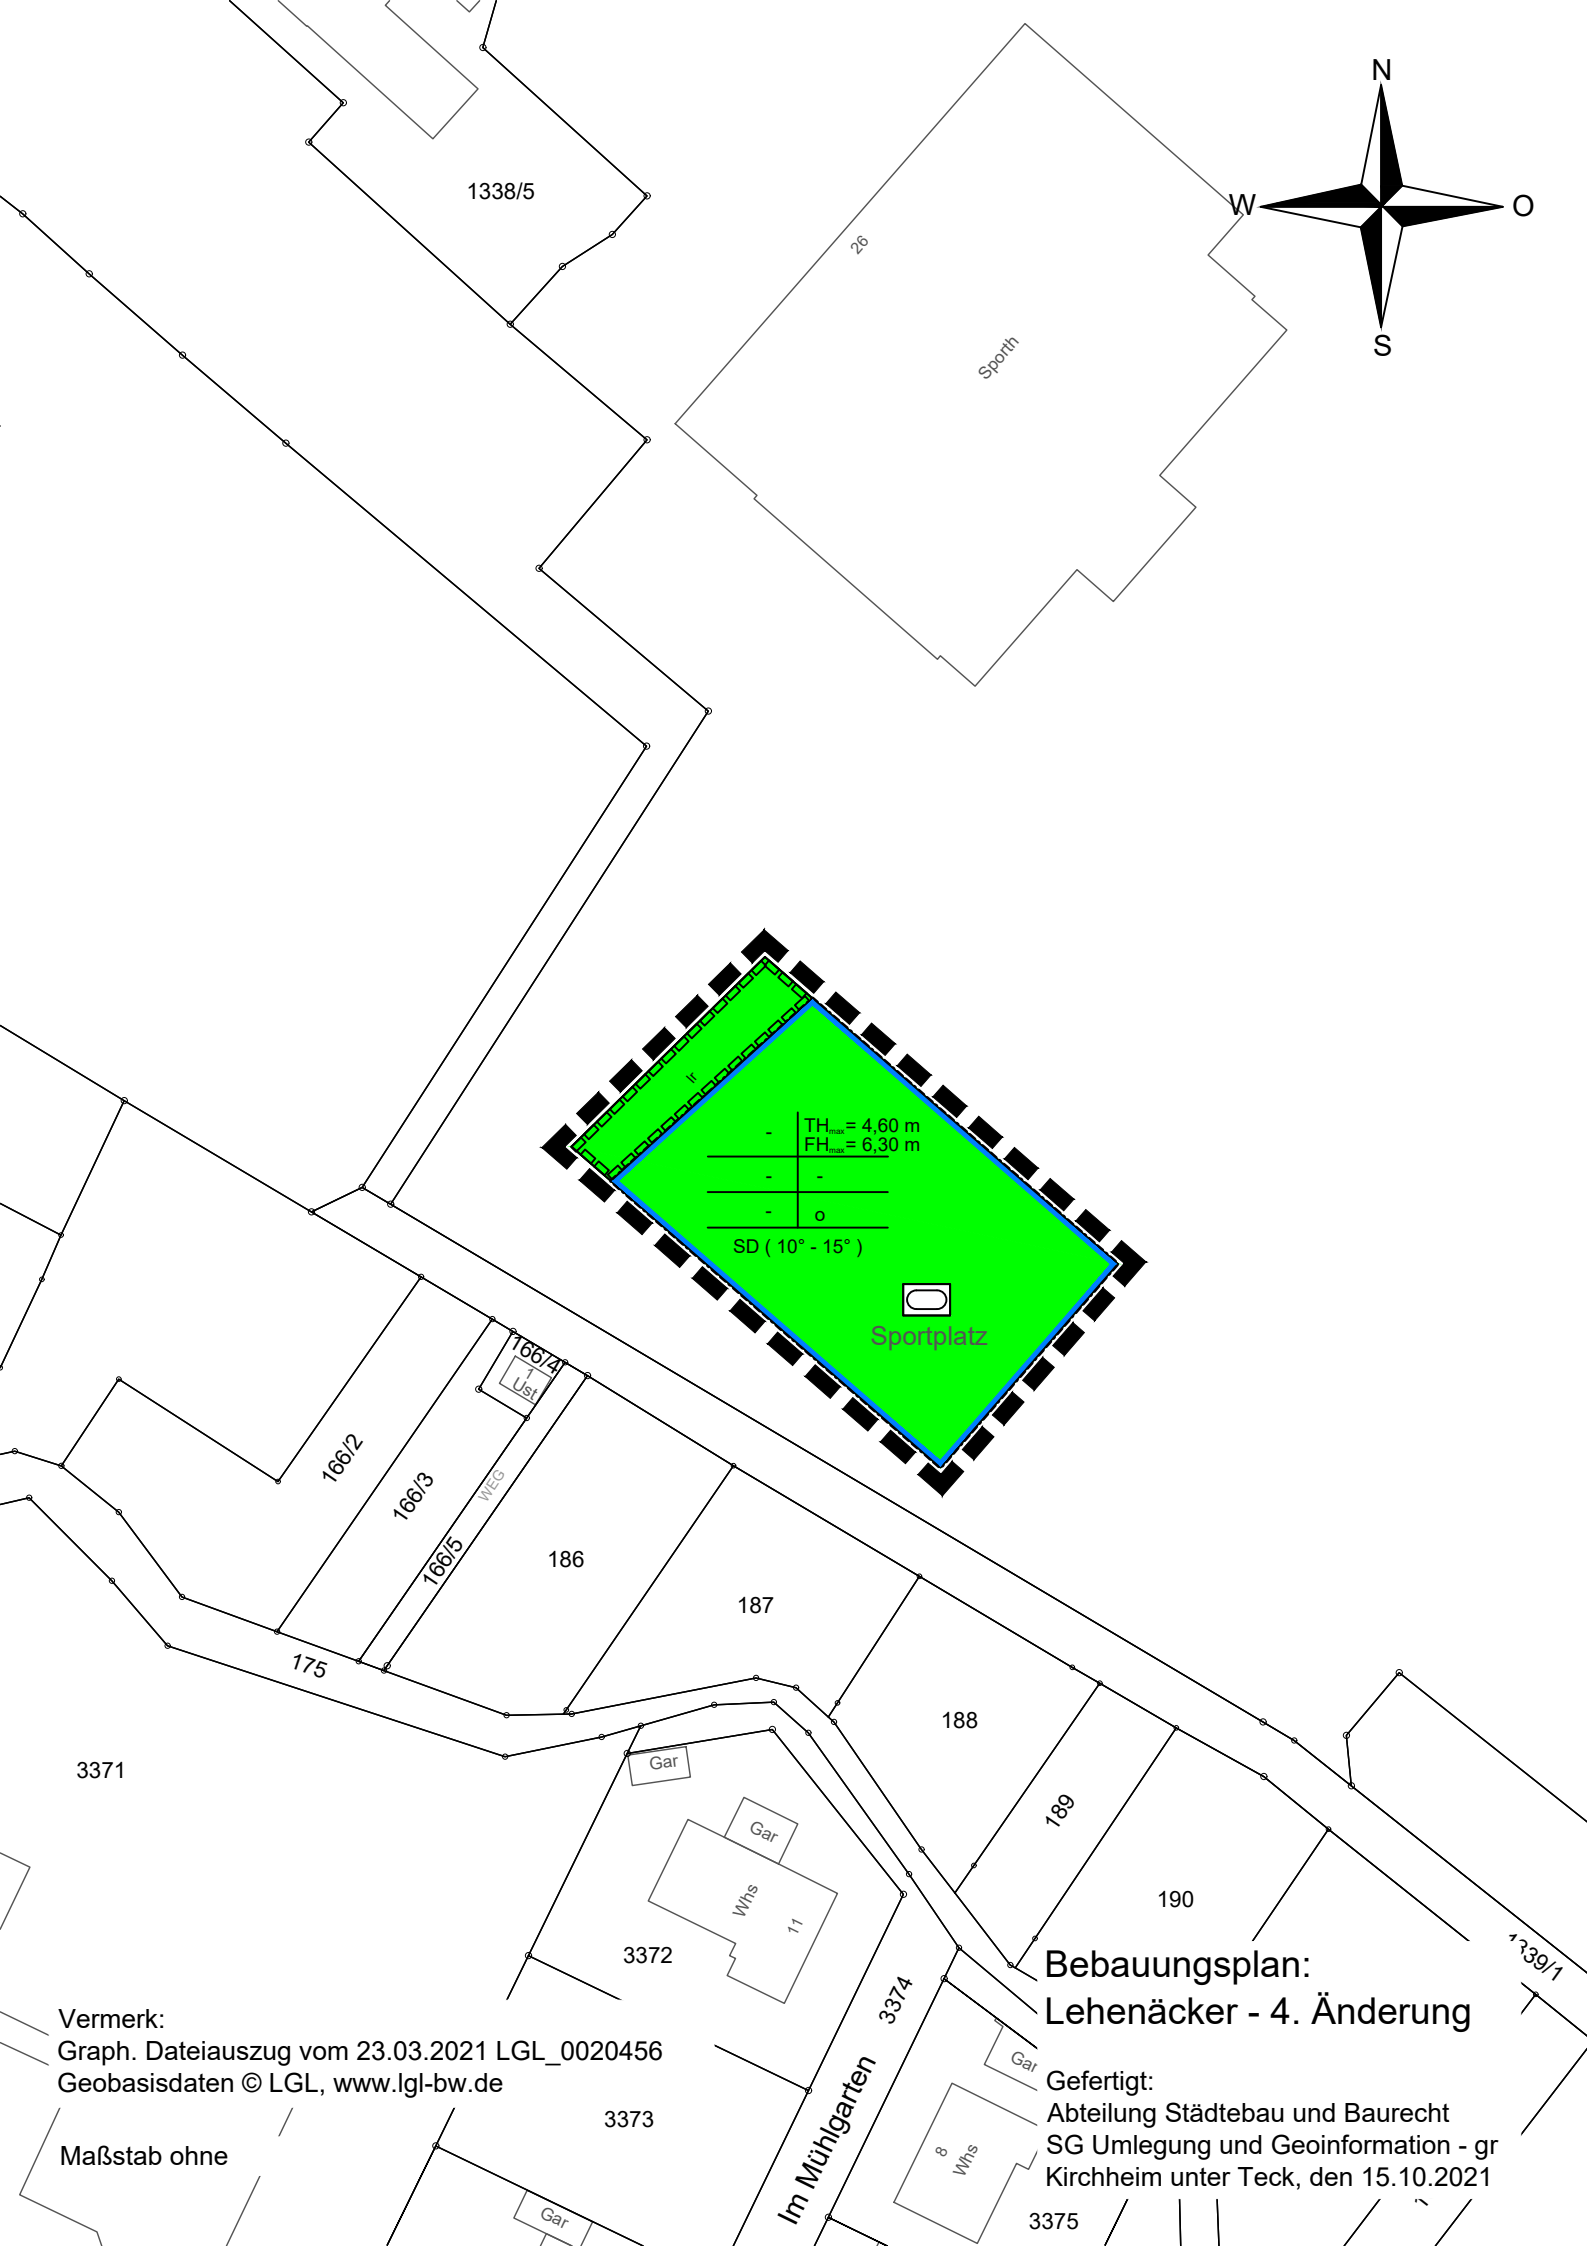 N
1338/5
W
O
26
S
Sporth
lr
- TH max = 4,60 m
FH max = 6,30 m
- -
- o
SD ( 10° - 15° )
Sportplatz
166/4
1
Ust
166/2
166/3
WEG
166/5
186
187
175
188
3371
Gar
189
Gar
Whs
11
190
3372
1339/1
Bebauungsplan:
Lehenäcker - 4. Änderung
3374
Vermerk:
Graph. Dateiauszug vom 23.03.2021 LGL_0020456
Geobasisdaten © LGL, www.lgl-bw.de
Gar
Gefertigt:
Abteilung Städtebau und Baurecht
SG Umlegung und Geoinformation - gr
Kirchheim unter Teck, den 15.10.2021
3373
Im Mühlgarten
8
Whs
Maßstab ohne
Gar
3375